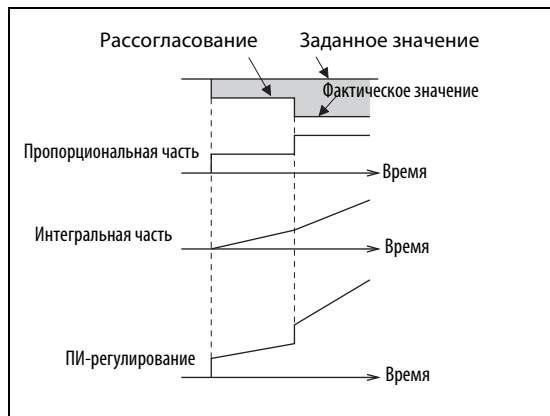 Рассогласование
Заданное значение
Фактическое значение
Пропорциональная часть
Время
Интегральная часть
Время
ПИ-регулирование
Время